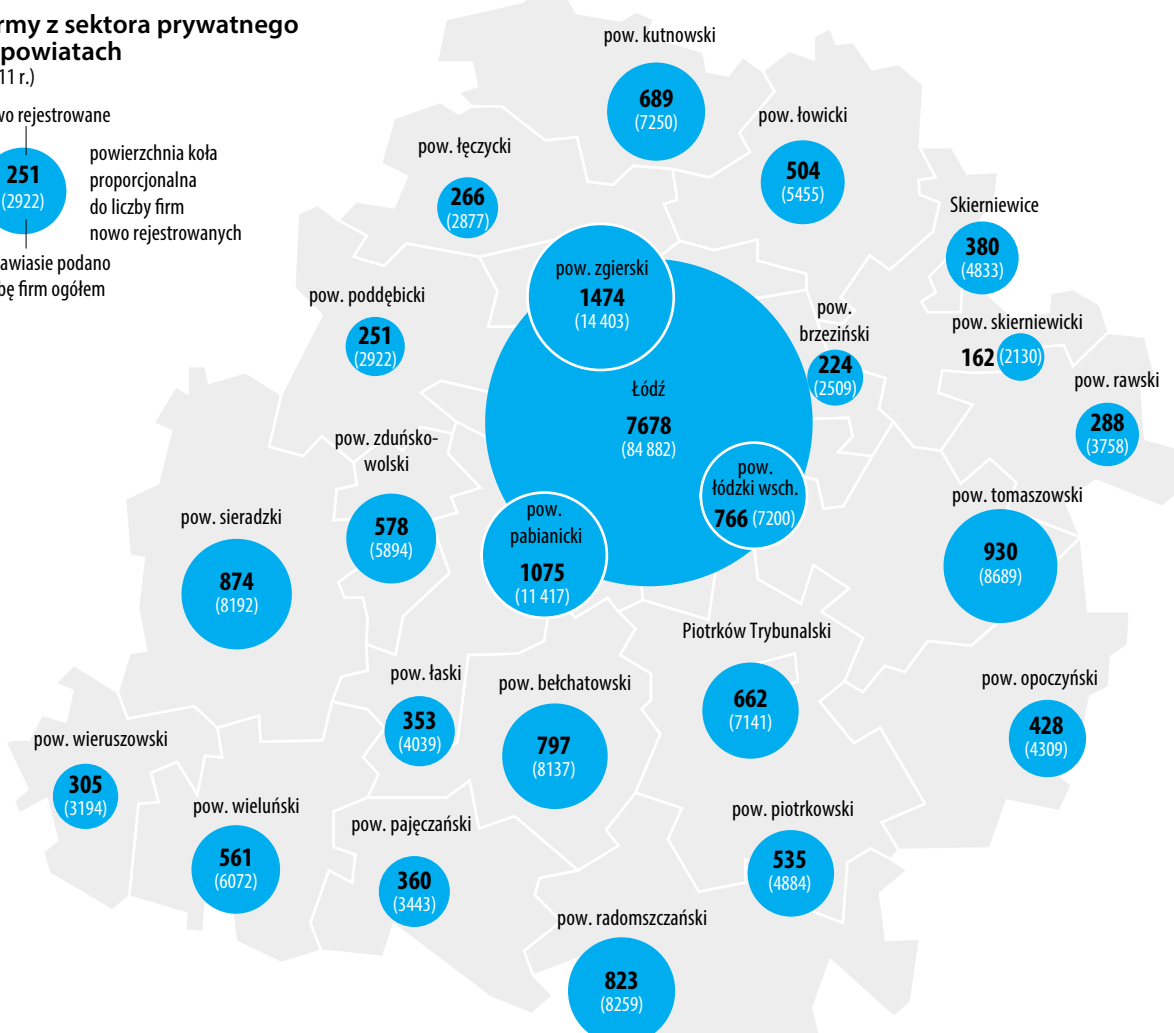 rmy z sektora prywatnego
powiatach
11 r.)
wo rejestrowane
251
(2922)
powierzchnia koła
proporcjonalna
do liczby firm
nowo rejestrowanych
awiasie podano
bę firm ogółem
pow. kutnowski
689
(7250)
pow. łowicki
504
(5455)
pow. łęczycki
266
(2877)
Skierniewice
380
(4833)
pow. zgierski
1474
(14 403)
pow. poddębicki
251
(2922)
pow.
brzeziński
224
(2509)
pow. skierniewicki
162 (2130)
pow. rawski
288
(3758)
Łódź
7678
(84 882)
pow. zduńsko-
wolski
578
(5894)
pow.
łódzki wsch.
766 (7200)
pow. tomaszowski
930
(8689)
pow. sieradzki
874
(8192)
pow.
pabianicki
1075
(11 417)
Piotrków Trybunalski
662
(7141)
pow. łaski
353
(4039)
pow. bełchatowski
797
(8137)
pow. opoczyński
428
(4309)
pow. wieruszowski
305
(3194)
pow. wieluński
561
(6072)
pow. pajęczański
360
(3443)
pow. piotrkowski
535
(4884)
pow. radomszczański
823
(8259)